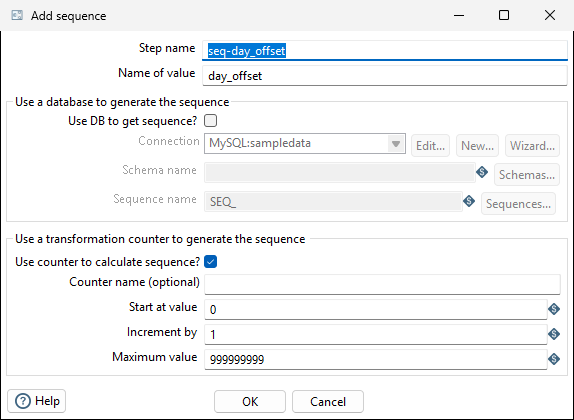 Add sequence
Step name seq-day_offset
Name of value day_offset
Use a database to generate the sequence
Use DB to get sequence?
Connection MySQL:sampledata Edit... New... Wizard...
Schema name S Schemas...
Sequence name SEQ_ S Sequences...
Use a transformation counter to generate the sequence
Use counter to calculate sequence?
Counter name (optional)
Start at value 0 S
Increment by 1 S
Maximum value 999999999 S
? Help OK Cancel